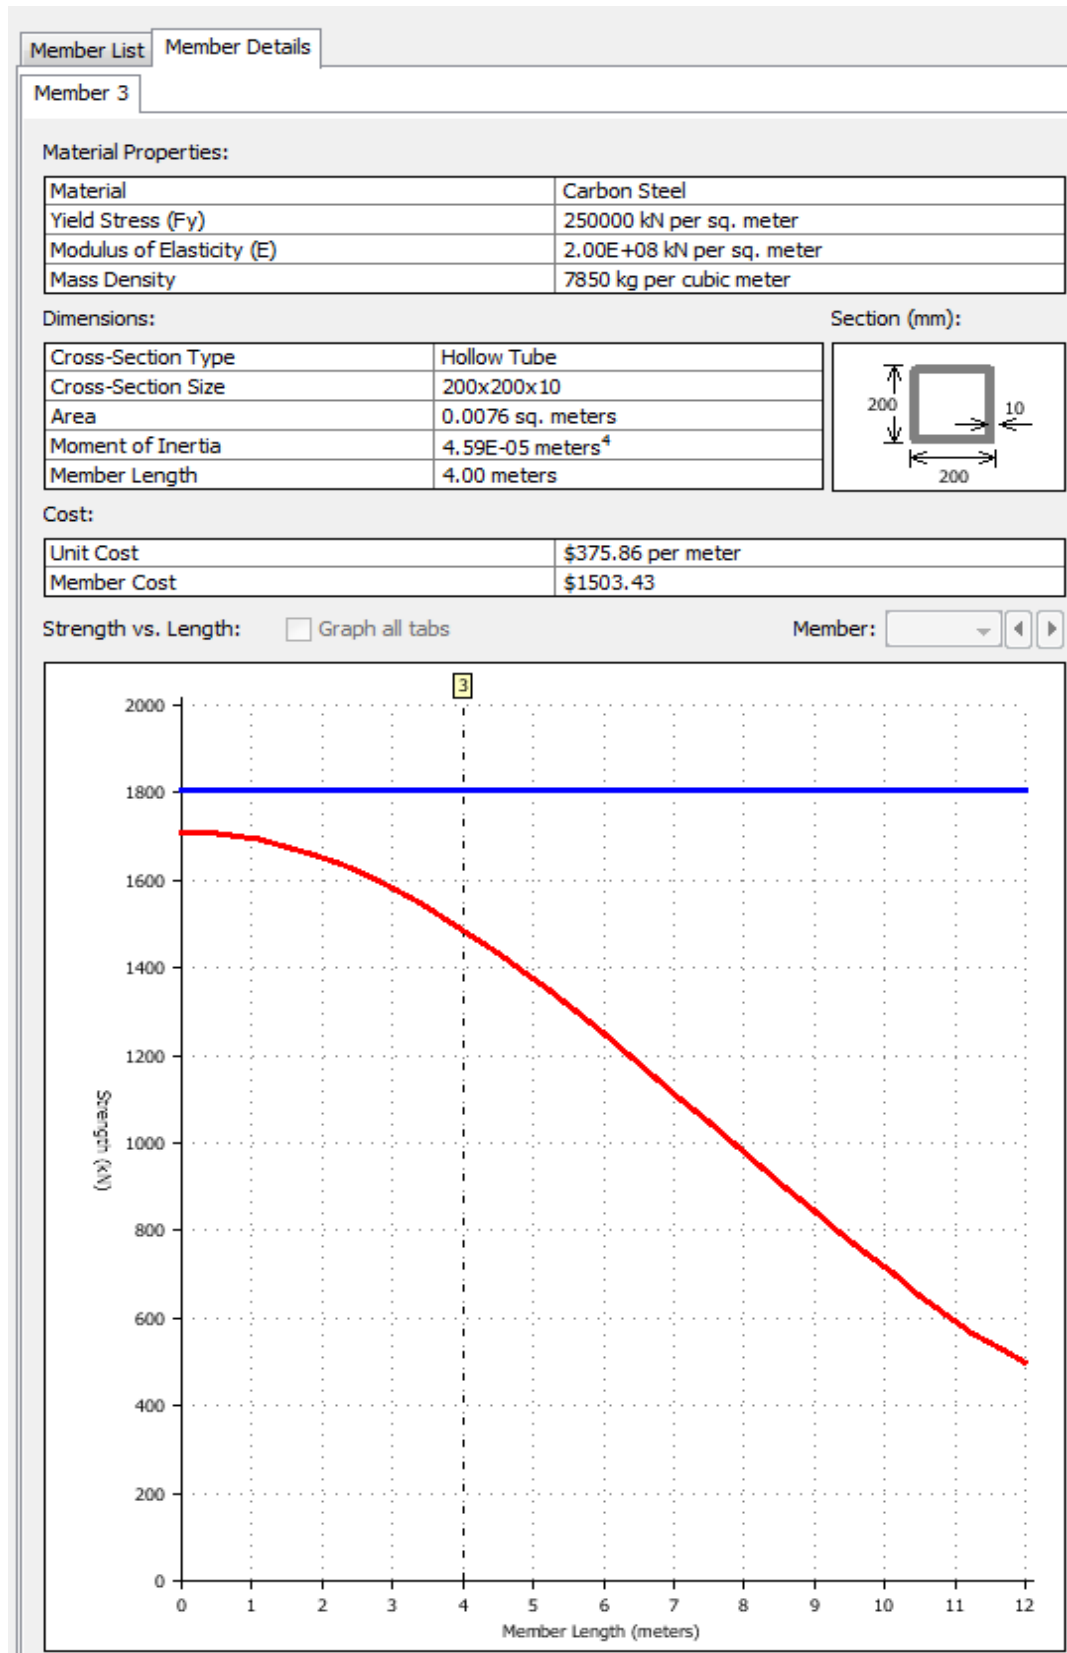 Member List Member Details
Member 3
Material Properties:
Material Carbon Steel
Yield Stress (Fy) 250000 kN per sq. meter
Modulus of Elasticity (E) 2.00E+08 kN per sq. meter
Mass Density 7850 kg per cubic meter
Dimensions: Section (mm):
Cross-Section Type Hollow Tube
Cross-Section Size 200x200x10
Area 0.0076 sq. meters
Moment of Inertia 4.59E-05 meters⁴
Member Length 4.00 meters
200 10
200
Cost:
Unit Cost $375.86 per meter
Member Cost $1503.43
Strength vs. Length: Graph all tabs Member:
3
2000
1800
1600
1400
1200
1000
800
600
400
200
0
Strength (kN)
0 1 2 3 4 5 6 7 8 9 10 11 12
Member Length (meters)